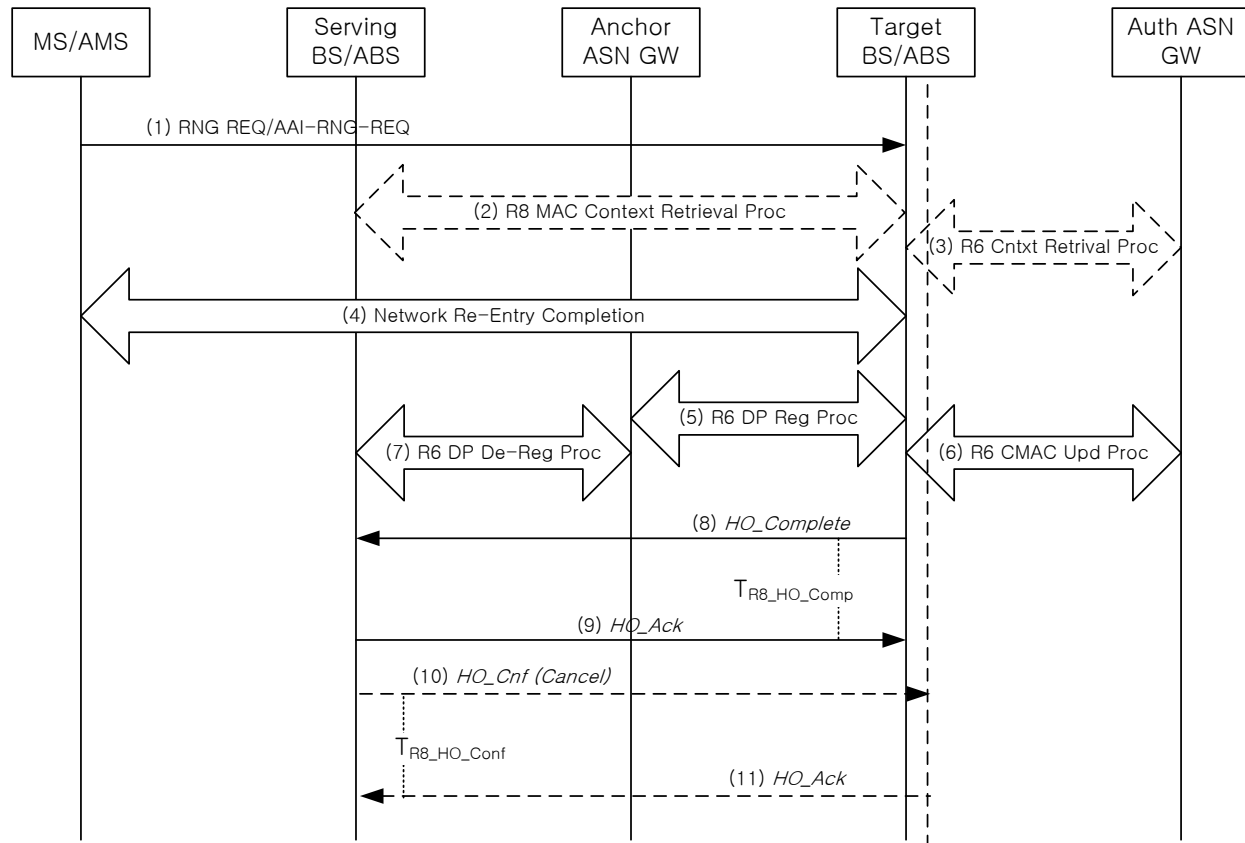 MS/AMS
Serving
BS/ABS
Anchor
ASN GW
Target
BS/ABS
Auth ASN
GW
(1) RNG REQ/AAI-RNG-REQ
(2) R8 MAC Context Retrieval Proc
(3) R6 Cntxt Retrival Proc
(4) Network Re-Entry Completion
(5) R6 DP Reg Proc
(7) R6 DP De-Reg Proc
(6) R6 CMAC Upd Proc
(8) HO_Complete
TR8_HO_Comp
(9) HO_Ack
(10) HO_Cnf (Cancel)
TR8_HO_Conf
(11) HO_Ack